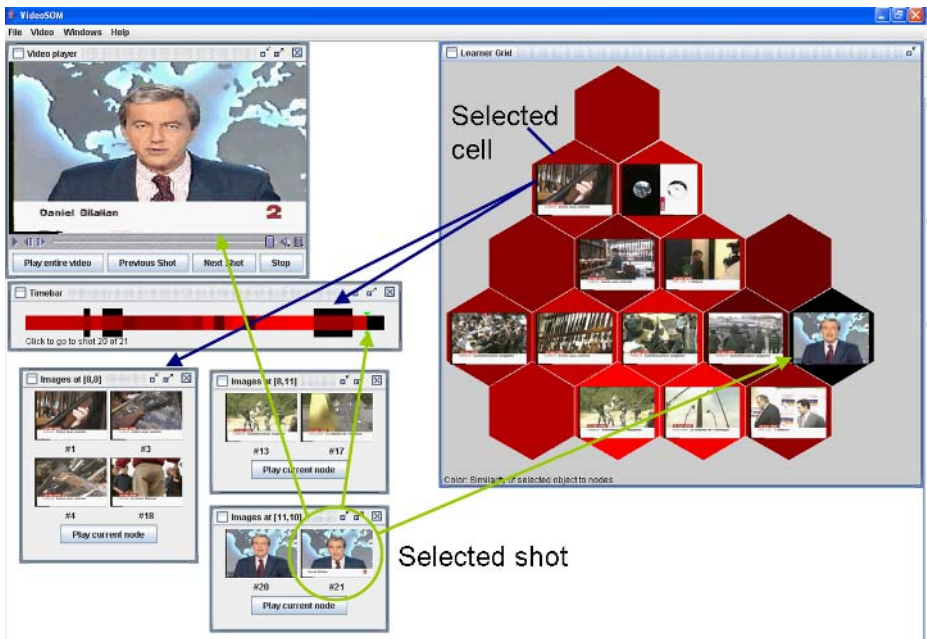 VideoSOM
File Video Windows Help
Video player
Daniel Bilalian
2
Play entire video Previous Shot Next Shot Stop
Timebar
Click to go to shot 20 of 21
Images at [8,0]
#1 #3
#4 #18
Play current node
Images at [8,11]
#13 #17
Play current node
Images at [11,10]
#20 #21
Play current node
Selected shot
Learner Grid
Selected
cell
Color: Similarity of selected object to nodes